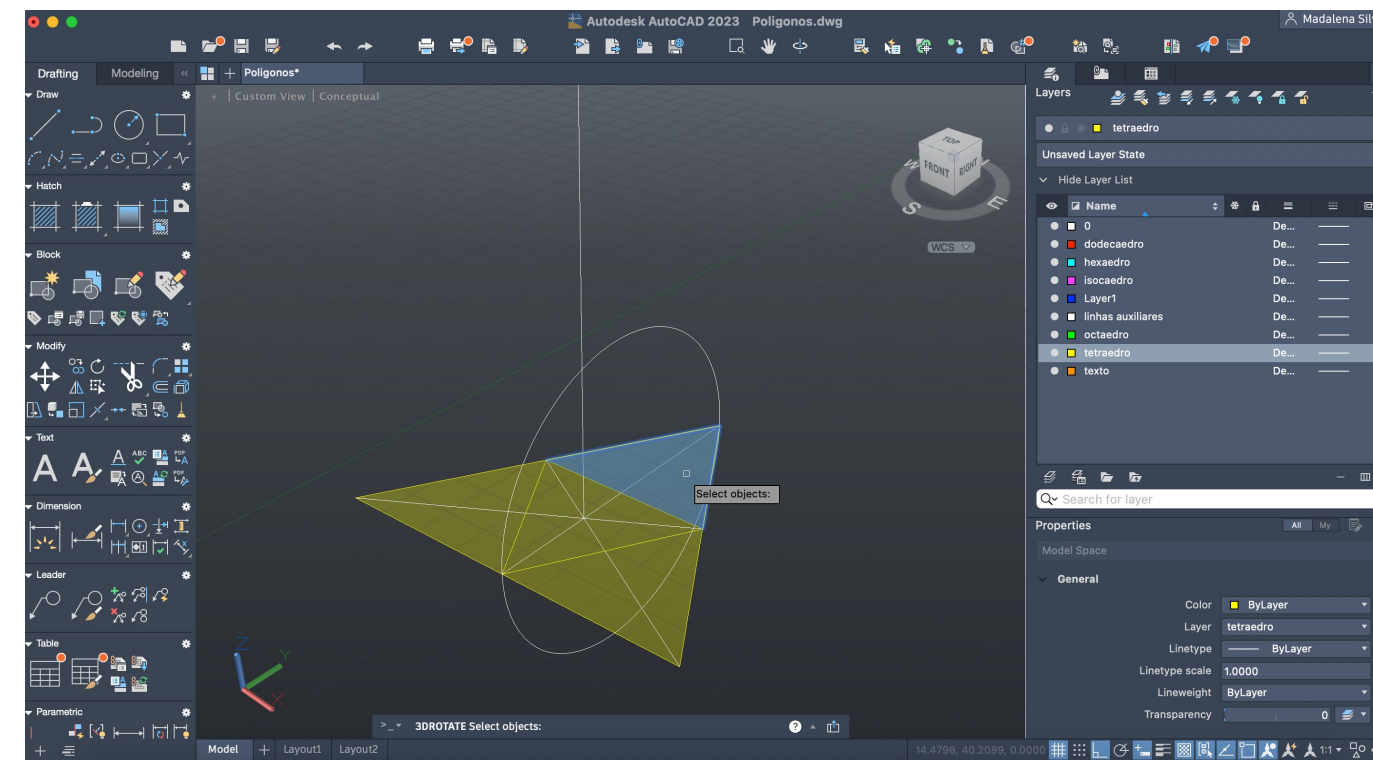 Autodesk AutoCAD 2023 Poligonos.dwg
Madalena Sil
Drafting Modeling
Poligonos*
Draw
+ | Custom View | Conceptual
Hatch
Block
Modify
Text
A A A ABC PDF
PDF
Dimension
Leader
Table
Parametric
TOP
FRONT RIGHT
W S E
WCS
Select objects:
Z Y X
>_ 3DROTATE Select objects:
?
Model + Layout1 Layout2
14.4798, 40.2089, 0.0000
1:1
Layers
tetraedro
Unsaved Layer State
Hide Layer List
Name
0 De...
dodecaedro De...
hexaedro De...
isocaedro De...
Layer1 De...
linhas auxiliares De...
octaedro De...
tetraedro De...
texto De...
Search for layer
Properties All My
Model Space
General
Color ByLayer
Layer tetraedro
Linetype ByLayer
Linetype scale 1.0000
Lineweight ByLayer
Transparency 0